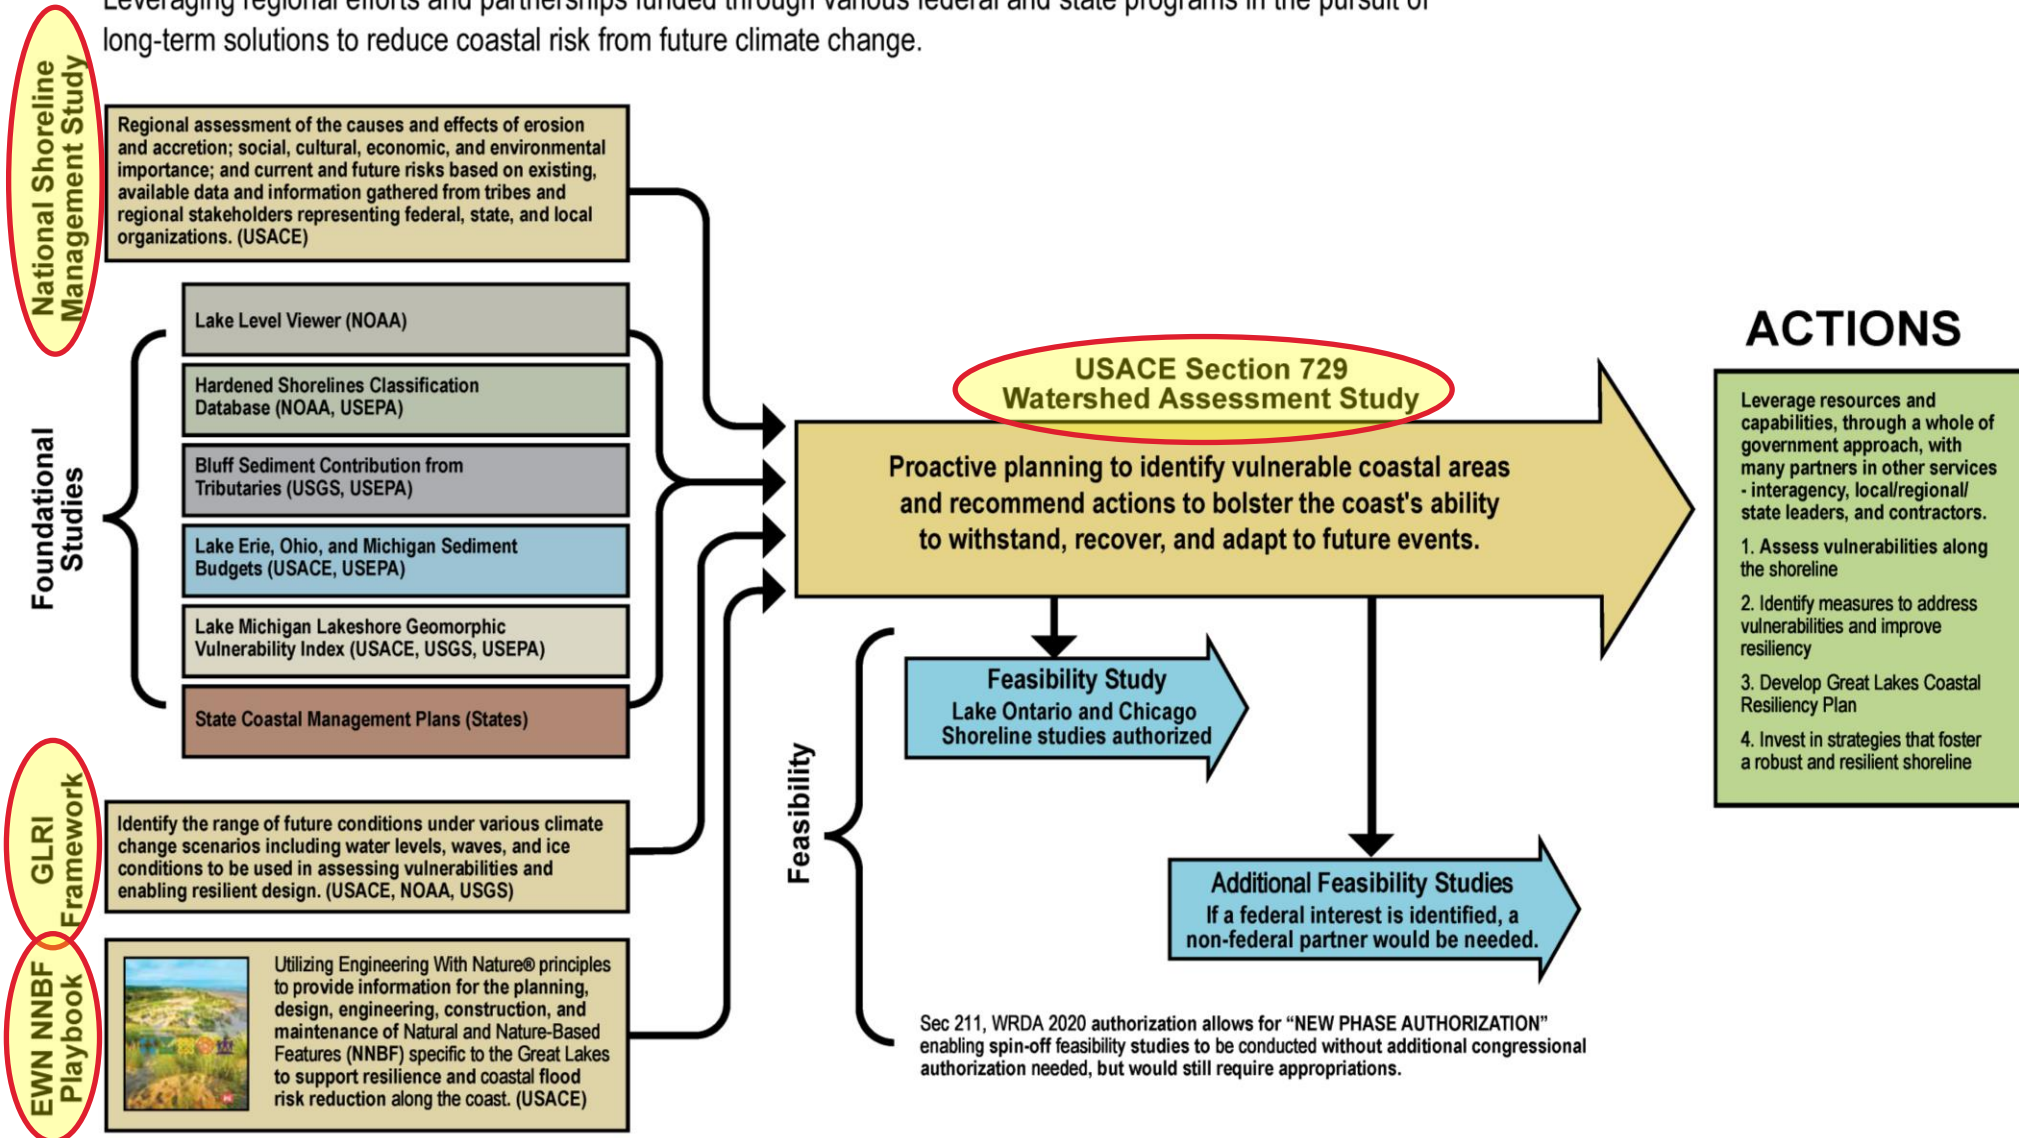 Leveraging regional efforts and partnerships funded through various federal and state programs in the pursuit of
long-term solutions to reduce coastal risk from future climate change.
National Shoreline
Management Study
Regional assessment of the causes and effects of erosion
and accretion; social, cultural, economic, and environmental
importance; and current and future risks based on existing,
available data and information gathered from tribes and
regional stakeholders representing federal, state, and local
organizations. (USACE)
Foundational
Studies
Lake Level Viewer (NOAA)
Hardened Shorelines Classification
Database (NOAA, USEPA)
Bluff Sediment Contribution from
Tributaries (USGS, USEPA)
Lake Erie, Ohio, and Michigan Sediment
Budgets (USACE, USEPA)
Lake Michigan Lakeshore Geomorphic
Vulnerability Index (USACE, USGS, USEPA)
State Coastal Management Plans (States)
GLRI
Framework
Identify the range of future conditions under various climate
change scenarios including water levels, waves, and ice
conditions to be used in assessing vulnerabilities and
enabling resilient design. (USACE, NOAA, USGS)
EWN NNBF
Playbook
Utilizing Engineering With Nature® principles
to provide information for the planning,
design, engineering, construction, and
maintenance of Natural and Nature-Based
Features (NNBF) specific to the Great Lakes
to support resilience and coastal flood
risk reduction along the coast. (USACE)
USACE Section 729
Watershed Assessment Study
Proactive planning to identify vulnerable coastal areas
and recommend actions to bolster the coast's ability
to withstand, recover, and adapt to future events.
Feasibility
Feasibility Study
Lake Ontario and Chicago
Shoreline studies authorized
Additional Feasibility Studies
If a federal interest is identified, a
non-federal partner would be needed.
Sec 211, WRDA 2020 authorization allows for “NEW PHASE AUTHORIZATION”
enabling spin-off feasibility studies to be conducted without additional congressional
authorization needed, but would still require appropriations.
ACTIONS
Leverage resources and
capabilities, through a whole of
government approach, with
many partners in other services
- interagency, local/regional/
state leaders, and contractors.
1. Assess vulnerabilities along
the shoreline
2. Identify measures to address
vulnerabilities and improve
resiliency
3. Develop Great Lakes Coastal
Resiliency Plan
4. Invest in strategies that foster
a robust and resilient shoreline